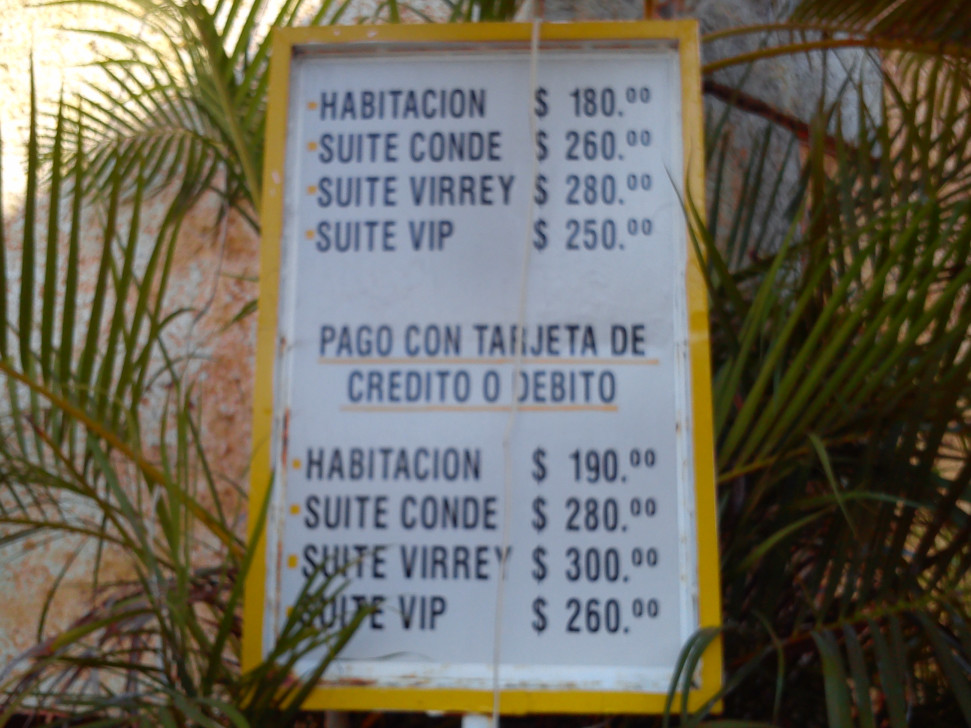 HABITACION $ 180.00
SUITE CONDE $ 260.00
SUITE VIRREY $ 280.00
SUITE VIP $ 250.00
PAGO CON TARJETA DE
CREDITO O DEBITO
HABITACION $ 190.00
SUITE CONDE $ 280.00
SUITE VIRREY $ 300.00
SUITE VIP $ 260.00